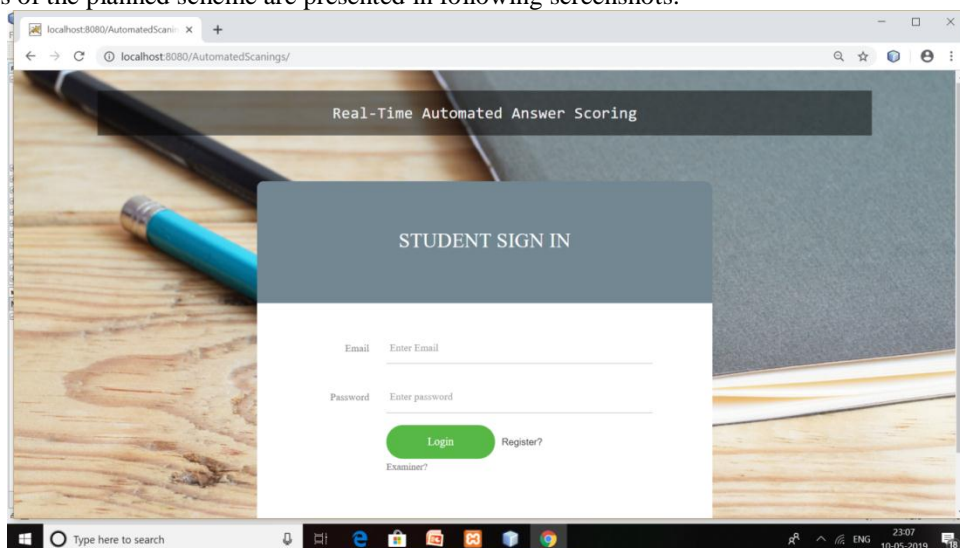 s of the planned scheme are presented in following screenshots.
localhost:8080/AutomatedScanin
localhost:8080/AutomatedScanings/
Real-Time Automated Answer Scoring
STUDENT SIGN IN
Email Enter Email
Password Enter password
Login Register?
Examiner?
Type here to search
ENG 23:07
10-05-2019
18